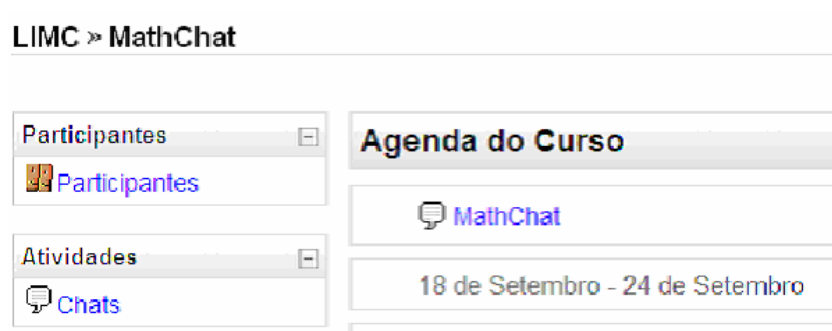 LIMC » MathChat
Participantes
Participantes
Atividades
Chats
Agenda do Curso
MathChat
18 de Setembro - 24 de Setembro